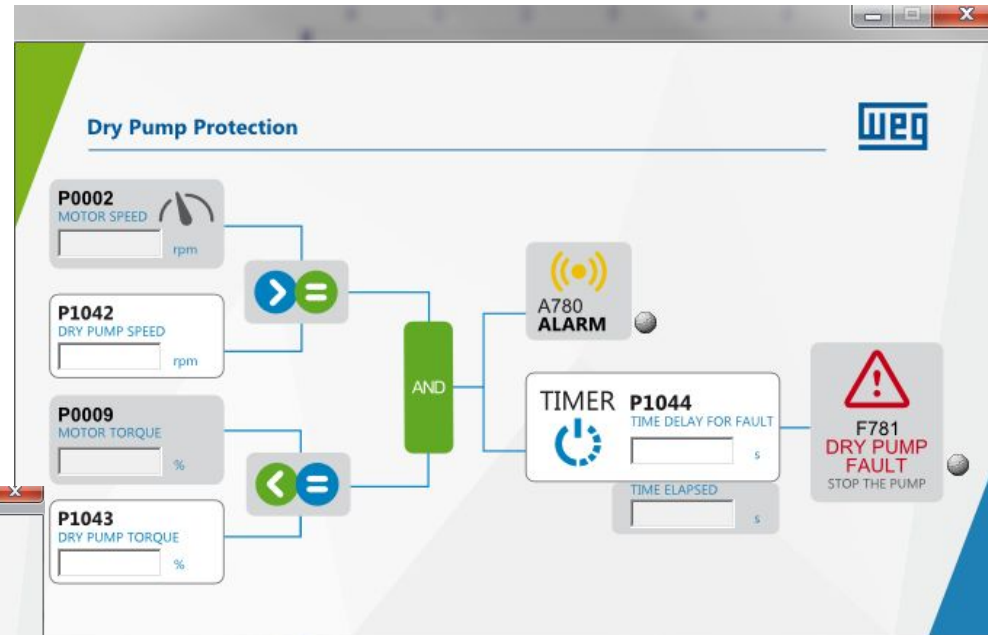 Dry Pump Protection
weg
P0002
MOTOR SPEED
rpm
P1042
DRY PUMP SPEED
rpm
P0009
MOTOR TORQUE
%
P1043
DRY PUMP TORQUE
%
> =
< =
AND
A780
ALARM
TIMER
P1044
TIME DELAY FOR FAULT
s
TIME ELAPSED
s
F781
DRY PUMP
FAULT
STOP THE PUMP